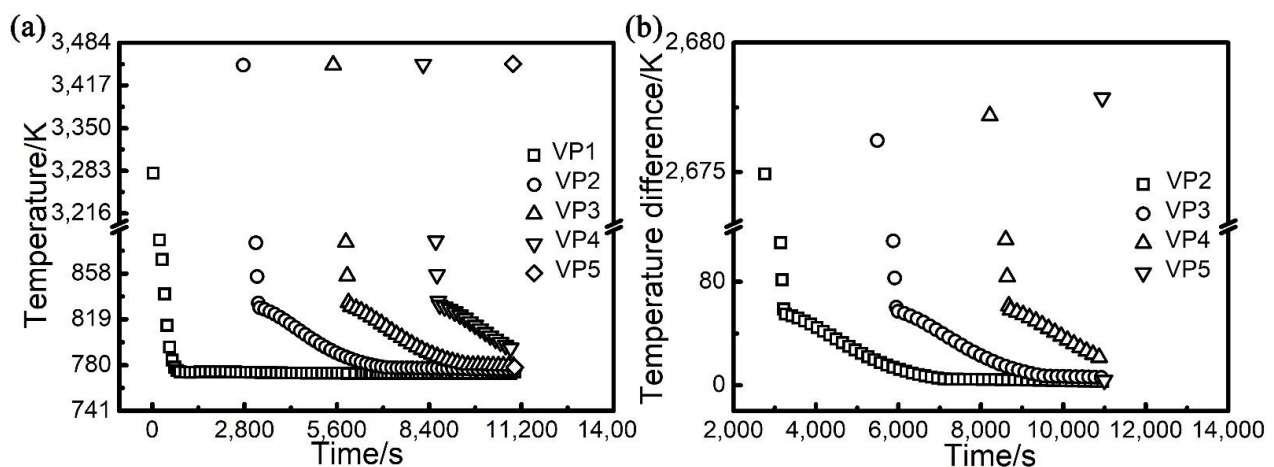 (a)
3,484
3,417
3,350
3,283
3,216
858
819
780
741
Temperature/K
VP1
VP2
VP3
VP4
VP5
0
2,800
5,600
8,400
11,200
14,00
Time/s
(b)
2,680
2,675
80
0
Temperature difference/K
VP2
VP3
VP4
VP5
2,000
4,000
6,000
8,000
10,000
12,000
14,000
Time/s